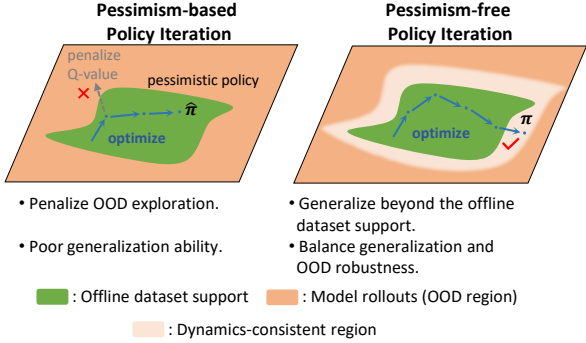 Pessimism-based
Policy Iteration
penalize
Q-value
pessimistic policy
π̂
optimize
• Penalize OOD exploration.
• Poor generalization ability.
Pessimism-free
Policy Iteration
optimize
π
• Generalize beyond the offline
dataset support.
• Balance generalization and
OOD robustness.
: Offline dataset support
: Model rollouts (OOD region)
: Dynamics-consistent region